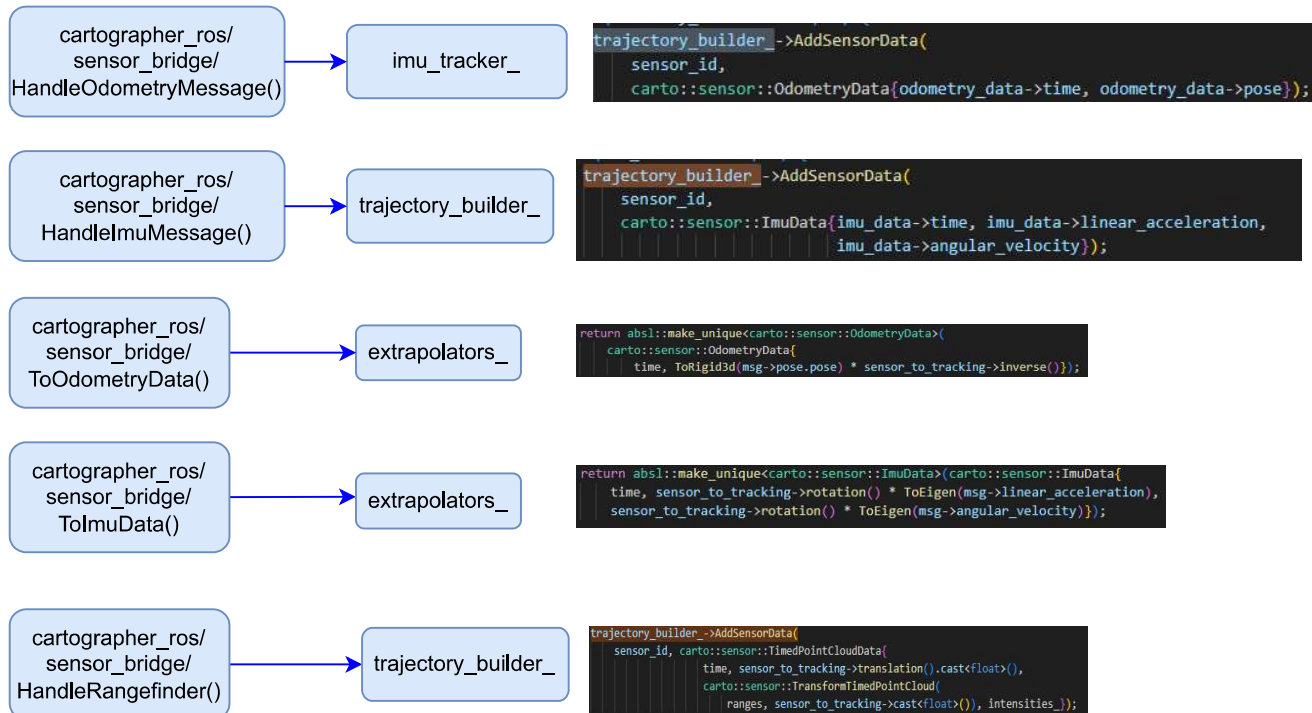 cartographer_ros/
sensor_bridge/
HandleOdometryMessage()
imu_tracker_
trajectory_builder_->AddSensorData(
sensor_id,
carto::sensor::OdometryData{odometry_data->time, odometry_data->pose});
cartographer_ros/
sensor_bridge/
HandleImuMessage()
trajectory_builder_
trajectory_builder_->AddSensorData(
sensor_id,
carto::sensor::ImuData{imu_data->time, imu_data->linear_acceleration,
imu_data->angular_velocity});
cartographer_ros/
sensor_bridge/
ToOdometryData()
extrapolators_
return absl::make_unique<carto::sensor::OdometryData>(
carto::sensor::OdometryData{
time, ToRigid3d(msg->pose.pose) * sensor_to_tracking->inverse()});
cartographer_ros/
sensor_bridge/
ToImuData()
extrapolators_
return absl::make_unique<carto::sensor::ImuData>(carto::sensor::ImuData{
time, sensor_to_tracking->rotation() * ToEigen(msg->linear_acceleration),
sensor_to_tracking->rotation() * ToEigen(msg->angular_velocity)});
cartographer_ros/
sensor_bridge/
HandleRangefinder()
trajectory_builder_
trajectory_builder_->AddSensorData(
sensor_id, carto::sensor::TimedPointCloudData{
time, sensor_to_tracking->translation().cast<float>(),
carto::sensor::TransformTimedPointCloud(
ranges, sensor_to_tracking->cast<float>()), intensities_});